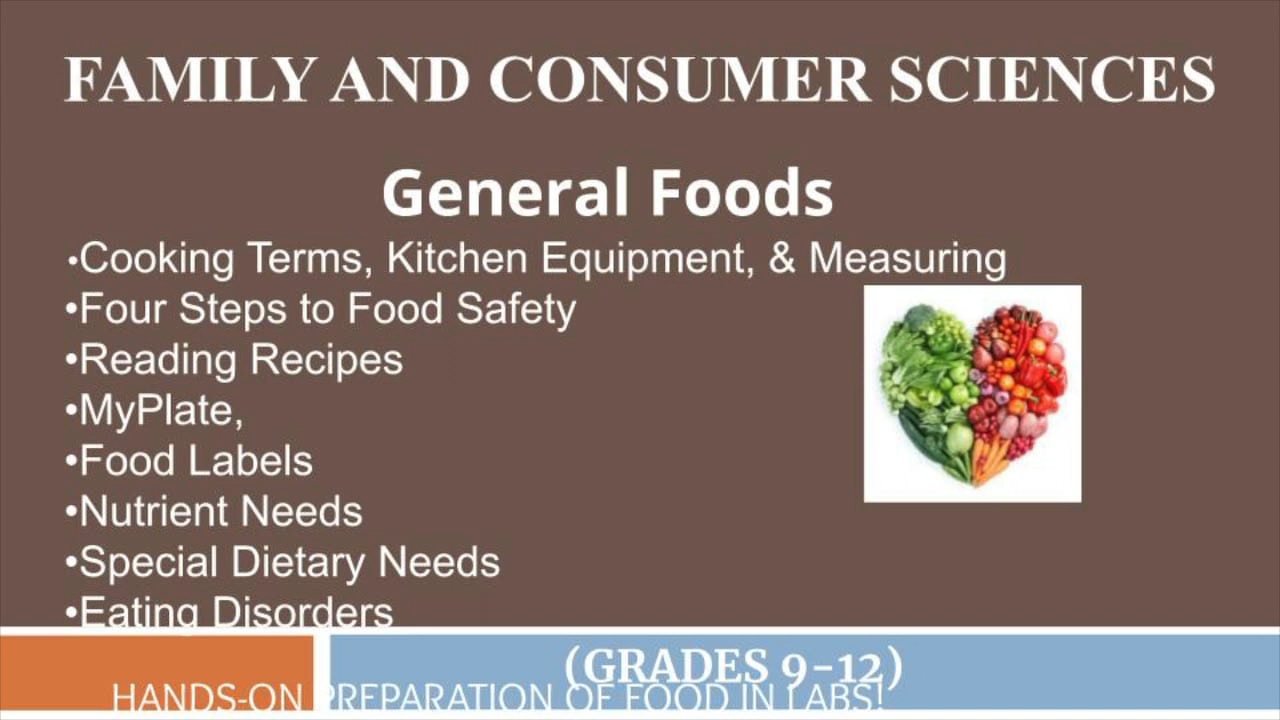 FAMILY AND CONSUMER SCIENCES
General Foods
•Cooking Terms, Kitchen Equipment, & Measuring
•Four Steps to Food Safety
•Reading Recipes
•MyPlate,
•Food Labels
•Nutrient Needs
•Special Dietary Needs
•Eating Disorders
(GRADES 9-12)
HANDS-ON PREPARATION OF FOOD IN LABS!